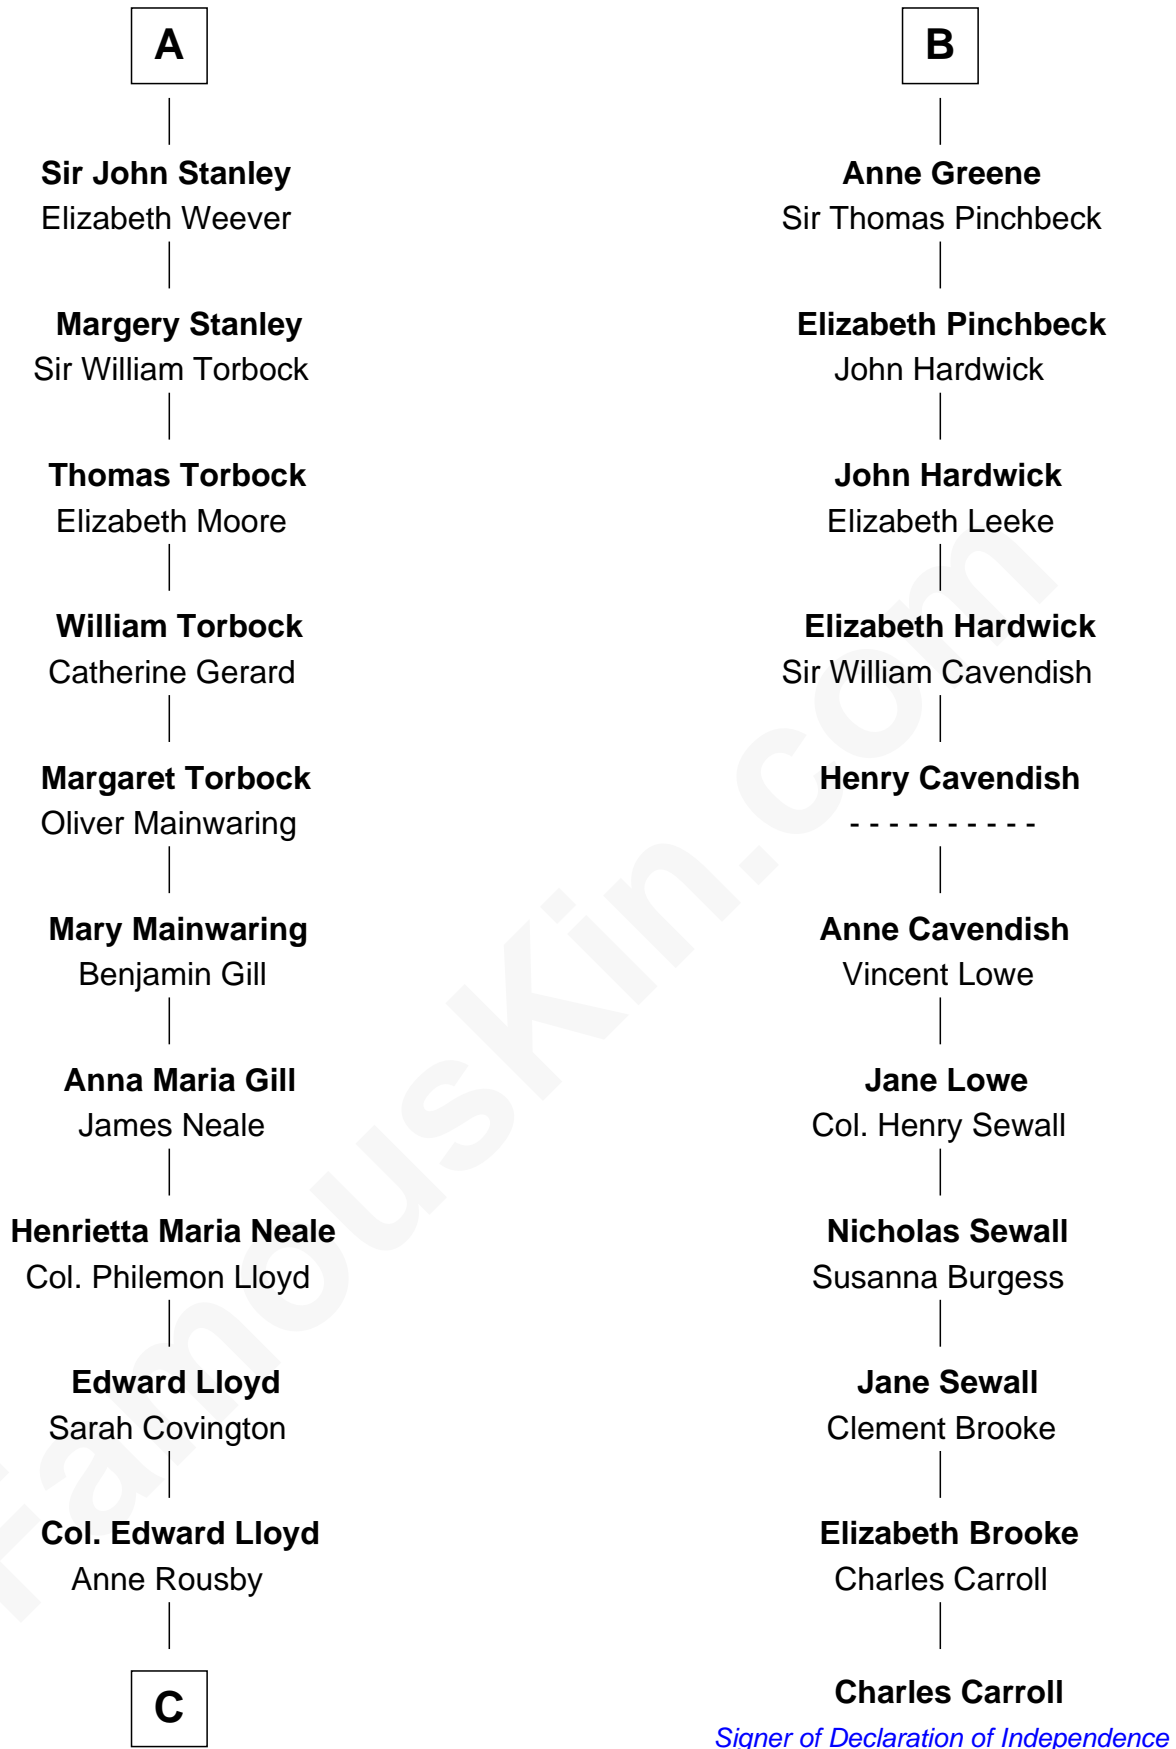 A
Sir John Stanley
Elizabeth Weever
Margery Stanley
Sir William Torbock
Thomas Torbock
Elizabeth Moore
William Torbock
Catherine Gerard
Margaret Torbock
Oliver Mainwaring
Mary Mainwaring
Benjamin Gill
Anna Maria Gill
James Neale
Henrietta Maria Neale
Col. Philemon Lloyd
Edward Lloyd
Sarah Covington
Col. Edward Lloyd
Anne Rousby
C
B
Anne Greene
Sir Thomas Pinchbeck
Elizabeth Pinchbeck
John Hardwick
John Hardwick
Elizabeth Leeke
Elizabeth Hardwick
Sir William Cavendish
Henry Cavendish
- - - - - - - - - -
Anne Cavendish
Vincent Lowe
Jane Lowe
Col. Henry Sewall
Nicholas Sewall
Susanna Burgess
Jane Sewall
Clement Brooke
Elizabeth Brooke
Charles Carroll
Charles Carroll
Signer of Declaration of Independence
FamousKin.com